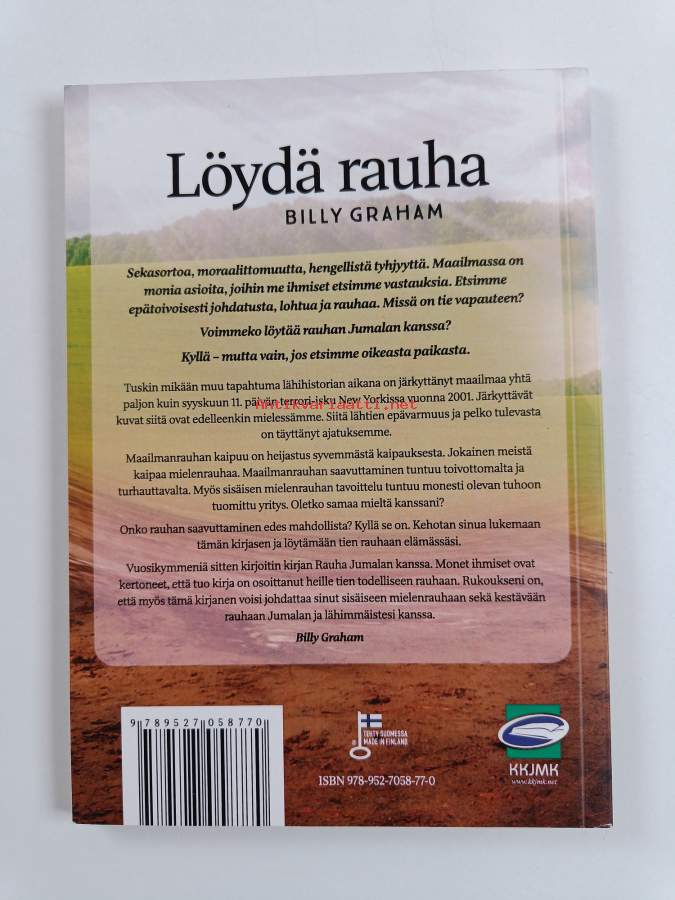 Löydä rauha
BILLY GRAHAM
Sekasortoa, moraalittomuutta, hengellistä tyhjyyttä. Maailmassa on
monia asioita, joihin me ihmiset etsimme vastauksia. Etsimme
epätoivoisesti johdatusta, lohtua ja rauhaa. Missä on tie vapauteen?
Voimmeko löytää rauhan Jumalan kanssa?
Kyllä – mutta vain, jos etsimme oikeasta paikasta.
Tuskin mikään muu tapahtuma lähihistorian aikana on järkyttänyt maailmaa yhtä
paljon kuin syyskuun 11. päivän terrori-isku New Yorkissa vuonna 2001. Järkyttävät
antikvariaatti.net
kuvat siitä ovat edelleenkin mielessämme. Siitä lähtien epävarmuus ja pelko tulevasta
on täyttänyt ajatuksemme.
Maailmanrauhan kaipuu on heijastus syvemmästä kaipauksesta. Jokainen meistä
kaipaa mielenrauhaa. Maailmanrauhan saavuttaminen tuntuu toivottomalta ja
turhauttavalta. Myös sisäisen mielenrauhan tavoittelu tuntuu monesti olevan tuhoon
tuomittu yritys. Oletko samaa mieltä kanssani?
Onko rauhan saavuttaminen edes mahdollista? Kyllä se on. Kehotan sinua lukemaan
tämän kirjasen ja löytämään tien rauhaan elämässäsi.
Vuosikymmeniä sitten kirjoitin kirjan Rauha Jumalan kanssa. Monet ihmiset ovat
kertoneet, että tuo kirja on osoittanut heille tien todelliseen rauhaan. Rukoukseni on,
että myös tämä kirjanen voisi johdattaa sinut sisäiseen mielenrauhaan sekä kestävään
rauhaan Jumalan ja lähimmäistesi kanssa.
Billy Graham
9 789527 058770
TEHTY SUOMESSA
MADE IN FINLAND
ISBN 978-952-7058-77-0
KKJMK
www.kkjmk.net